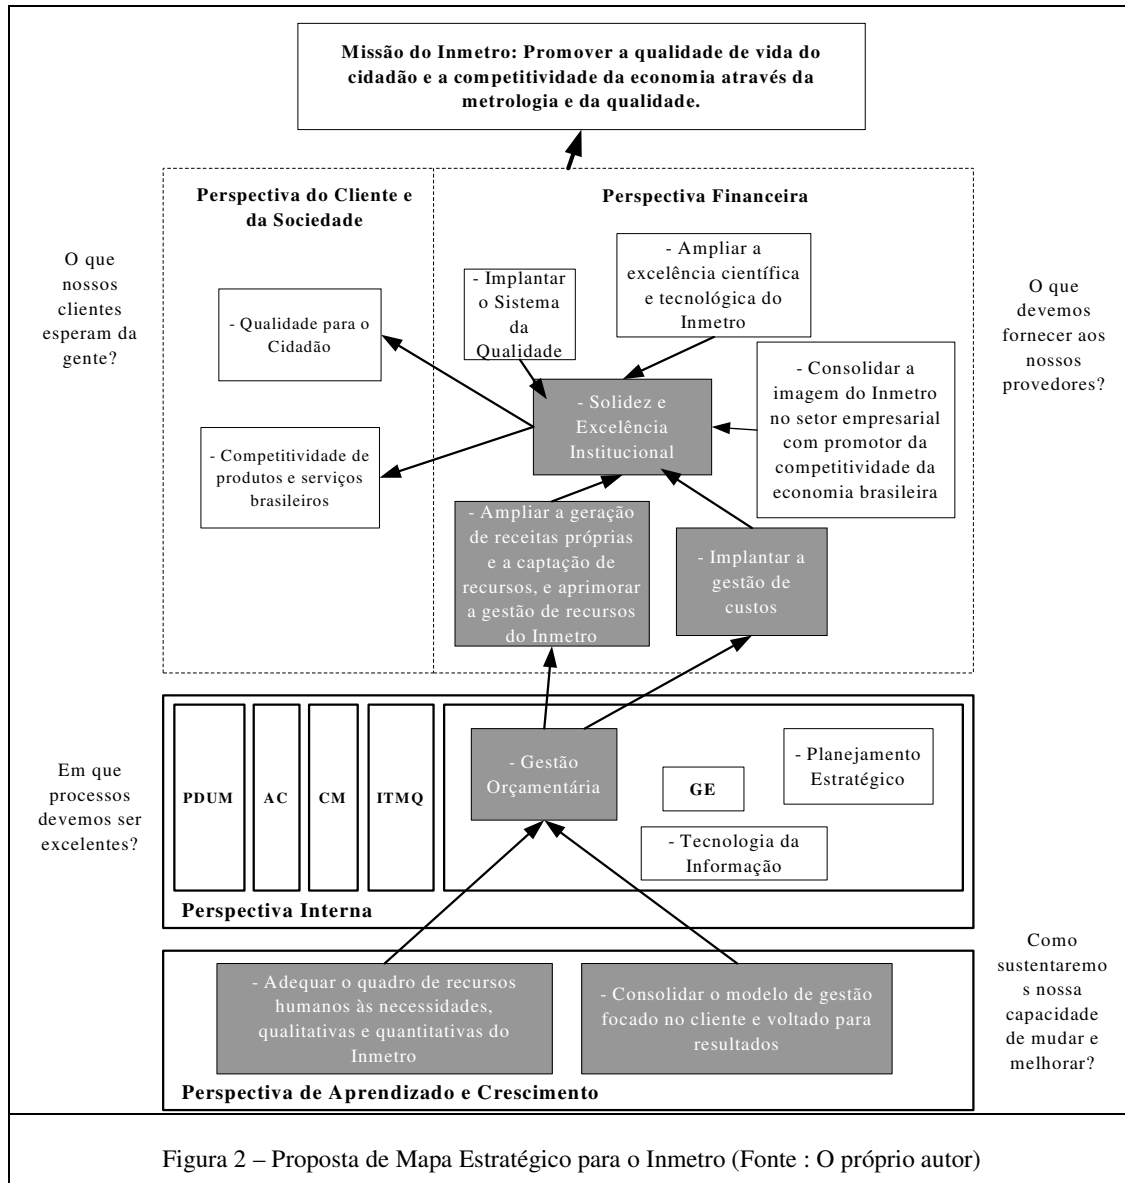 Missão do Inmetro: Promover a qualidade de vida do
cidadão e a competitividade da economia através da
metrologia e da qualidade.
Perspectiva do Cliente e
da Sociedade
Perspectiva Financeira
O que
nossos
clientes
esperam da
gente?
- Qualidade para o
Cidadão
- Competitividade de
produtos e serviços
brasileiros
- Implantar
o Sistema
da
Qualidade
- Ampliar a
excelência científica
e tecnológica do
Inmetro
- Solidez e
Excelência
Institucional
- Consolidar a
imagem do Inmetro
no setor empresarial
com promotor da
competitividade da
economia brasileira
O que
devemos
fornecer aos
nossos
provedores?
- Ampliar a geração
de receitas próprias
e a captação de
recursos, e aprimorar
a gestão de recursos
do Inmetro
- Implantar a
gestão de
custos
Em que
processos
devemos ser
excelentes?
PDUM
AC
CM
ITMQ
- Gestão
Orçamentária
GE
- Planejamento
Estratégico
- Tecnologia da
Informação
Perspectiva Interna
- Adequar o quadro de recursos
humanos às necessidades,
qualitativas e quantitativas do
Inmetro
- Consolidar o modelo de gestão
focado no cliente e voltado para
resultados
Perspectiva de Aprendizado e Crescimento
Como
sustentaremo
s nossa
capacidade
de mudar e
melhorar?
Figura 2 – Proposta de Mapa Estratégico para o Inmetro (Fonte : O próprio autor)